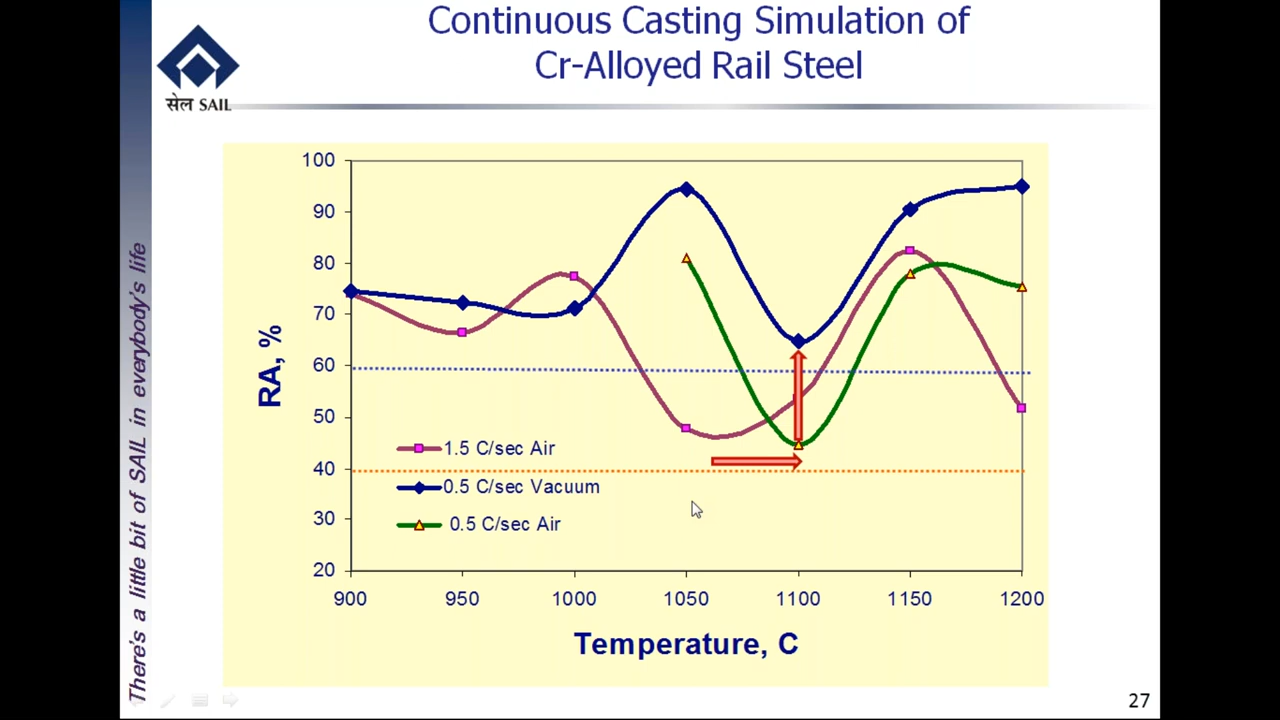 Continuous Casting Simulation of
Cr-Alloyed Rail Steel
सेल SAIL
There's a little bit of SAIL in everybody's life
100
90
80
70
60
50
40
30
20
RA, %
1.5 C/sec Air
0.5 C/sec Vacuum
0.5 C/sec Air
900 950 1000 1050 1100 1150 1200
Temperature, C
27